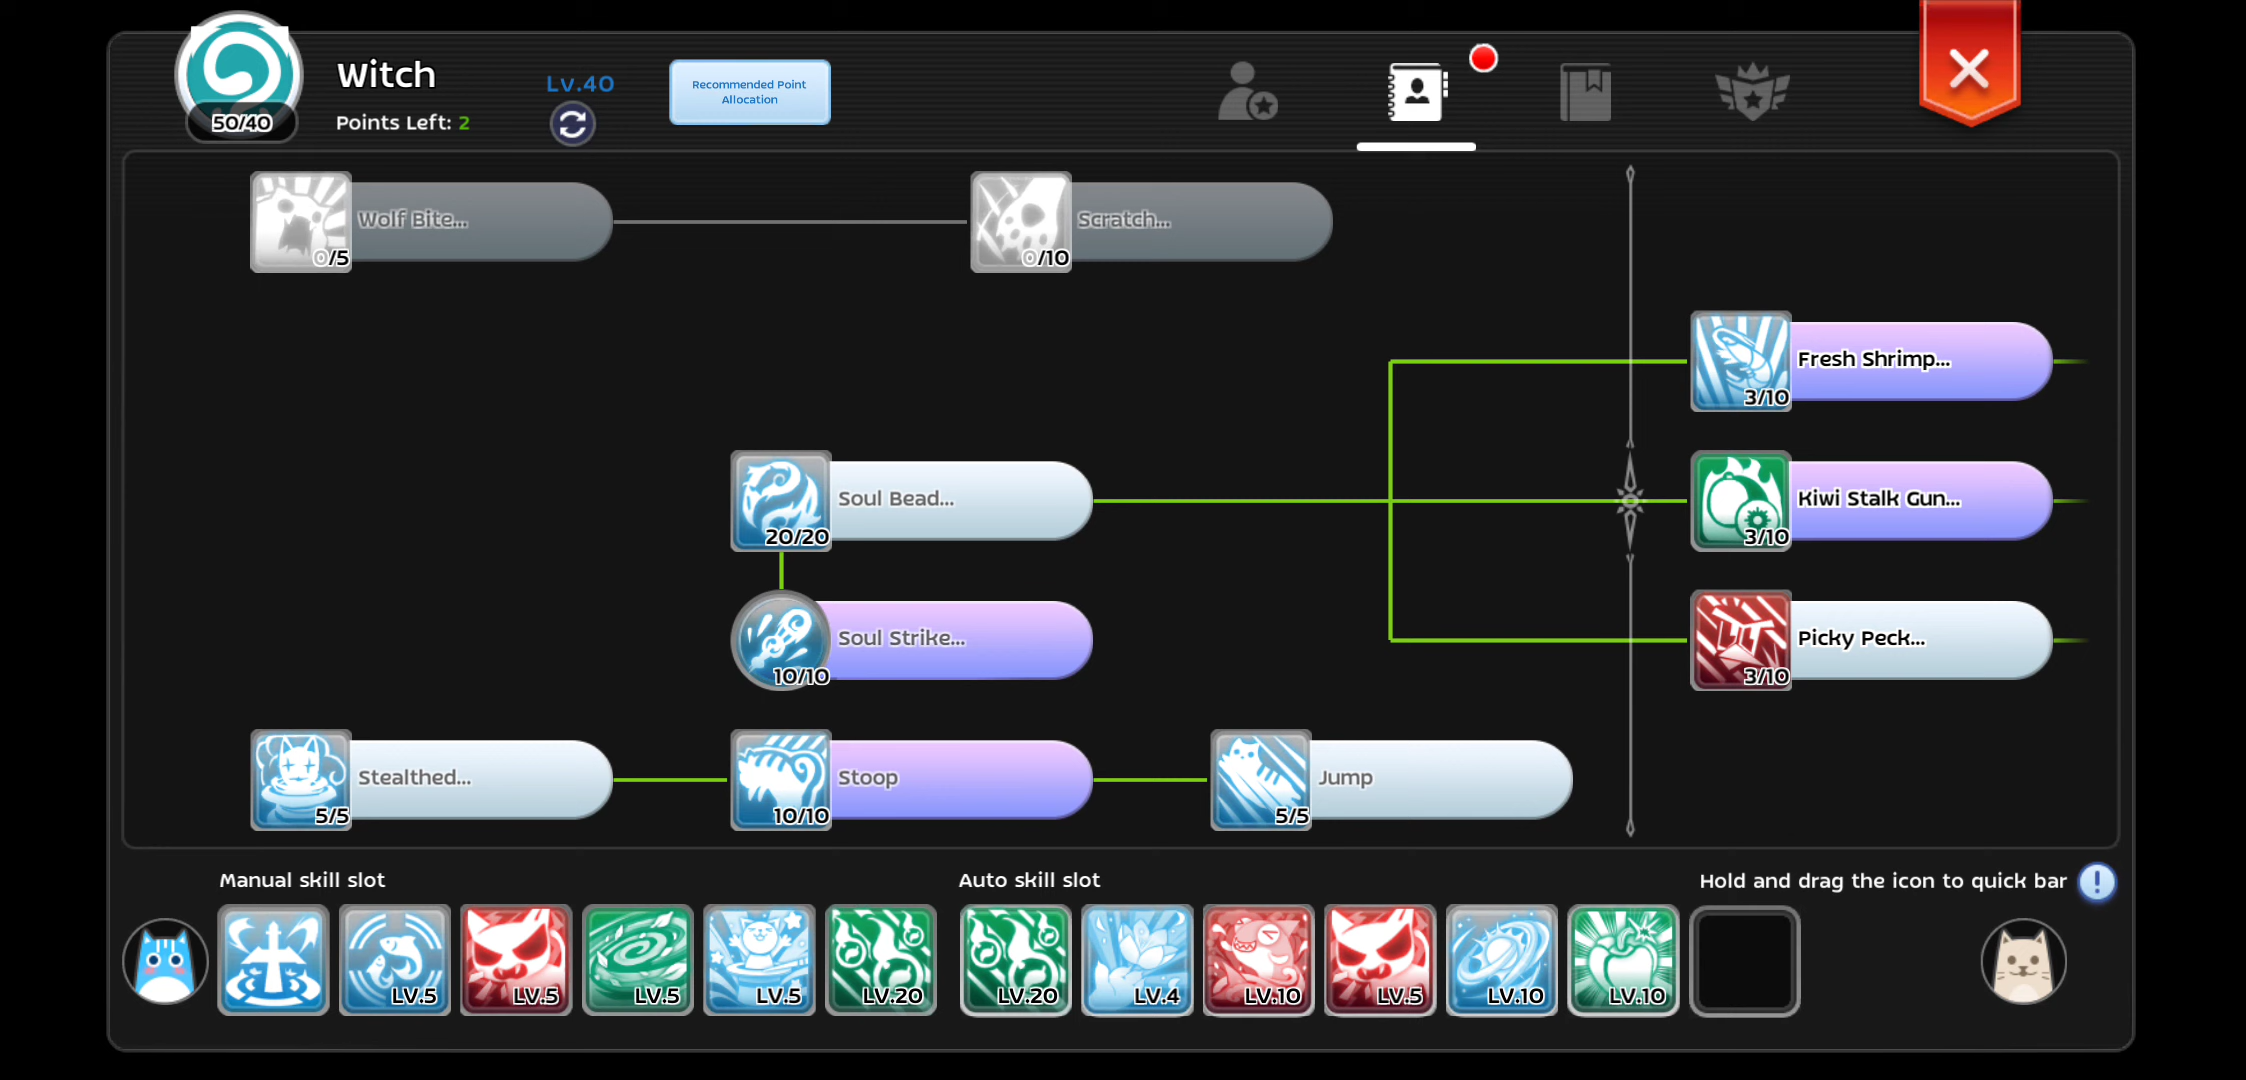 Witch
Lv.40
Recommended Point
Allocation
50/40
Points Left: 2
Wolf Bite...
0/5
Scratch...
0/10
Fresh Shrimp...
3/10
Soul Bead...
20/20
Kiwi Stalk Gun...
3/10
Soul Strike...
10/10
Picky Peck...
3/10
Stealthed...
5/5
Stoop
10/10
Jump
5/5
Manual skill slot
Auto skill slot
Hold and drag the icon to quick bar
LV.5
LV.5
LV.5
LV.5
LV.20
LV.20
LV.4
LV.10
LV.5
LV.10
LV.10